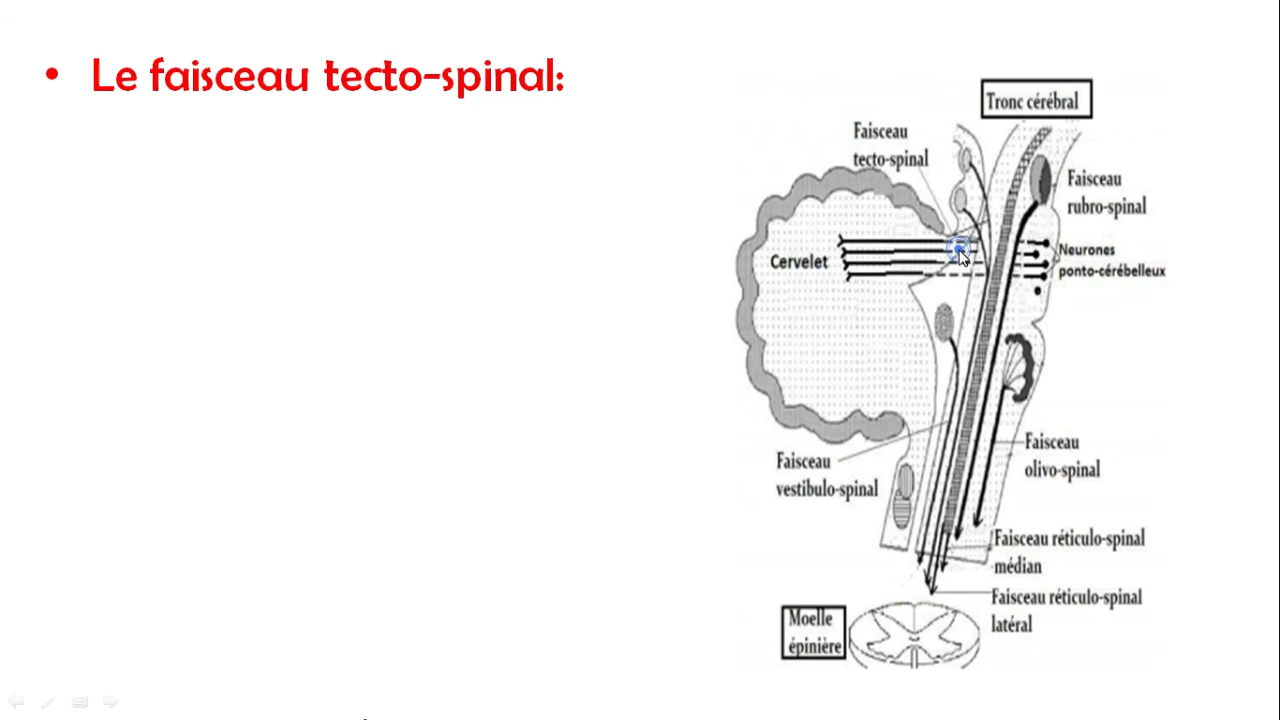 • Le faisceau tecto-spinal:
Tronc cérébral
Faisceau
tecto-spinal
Faisceau
rubro-spinal
Neurones
ponto-cérébelleux
Cervelet
Faisceau
olivo-spinal
Faisceau
vestibulo-spinal
Faisceau réticulo-spinal
médian
Faisceau réticulo-spinal
latéral
Moelle
épinière